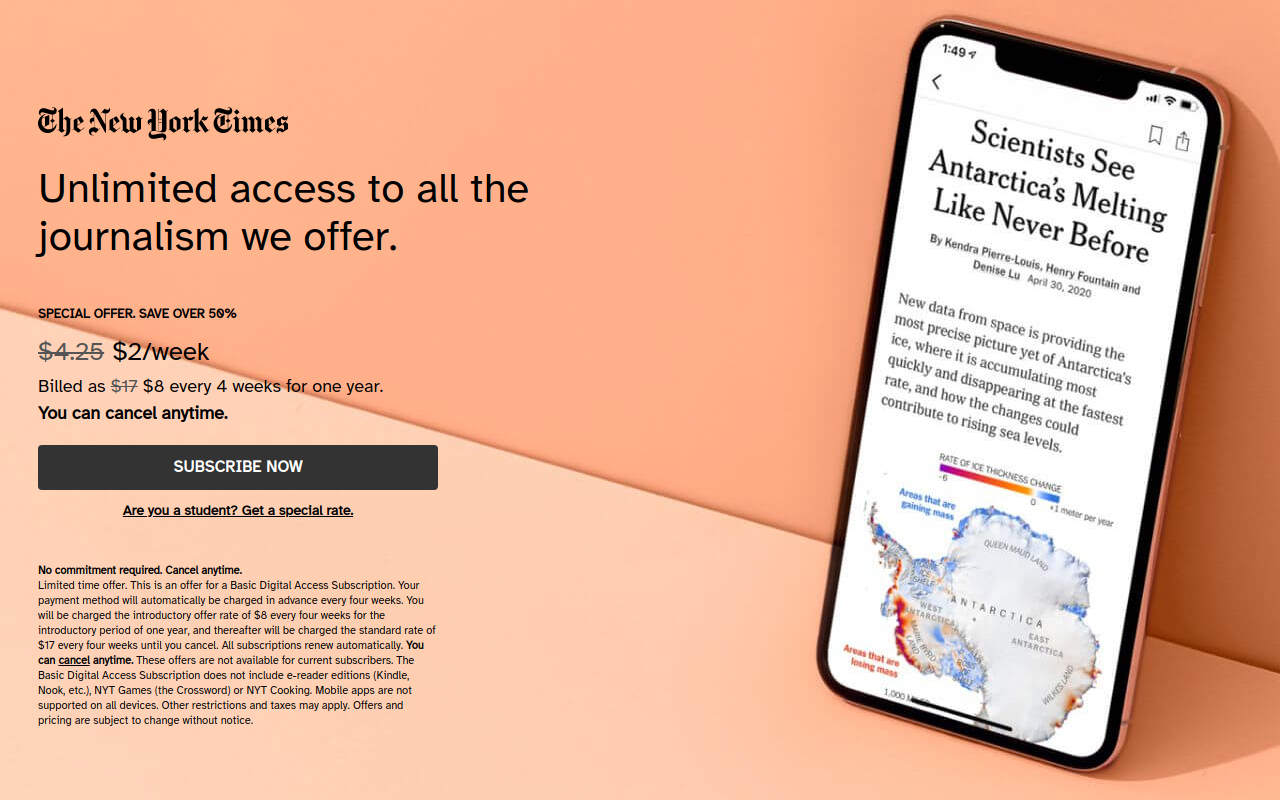 The New York Times
Unlimited access to all the
journalism we offer.
SPECIAL OFFER. SAVE OVER 50%
$4.25 $2/week
Billed as $17 $8 every 4 weeks for one year.
You can cancel anytime.
SUBSCRIBE NOW
Are you a student? Get a special rate.
No commitment required. Cancel anytime.
Limited time offer. This is an offer for a Basic Digital Access Subscription. Your
payment method will automatically be charged in advance every four weeks. You
will be charged the introductory offer rate of $8 every four weeks for the
introductory period of one year, and thereafter will be charged the standard rate of
$17 every four weeks until you cancel. All subscriptions renew automatically. You
can cancel anytime. These offers are not available for current subscribers. The
Basic Digital Access Subscription does not include e-reader editions (Kindle,
Nook, etc.), NYT Games (the Crossword) or NYT Cooking. Mobile apps are not
supported on all devices. Other restrictions and taxes may apply. Offers and
pricing are subject to change without notice.
1:49
Scientists See
Antarctica's Melting
Like Never Before
By Kendra Pierre-Louis, Henry Fountain and
Denise Lu April 30, 2020
New data from space is providing the
most precise picture yet of Antarctica's
ice, where it is accumulating most
quickly and disappearing at the fastest
rate, and how the changes could
contribute to rising sea levels.
RATE OF ICE THICKNESS CHANGE
-6 0 +1 meter per year
Areas that are
gaining mass
QUEEN MAUD LAND
ANTARCTICA
WEST
ANTARCTICA
EAST
ANTARCTICA
MARIE BYRD
LAND
WILKES LAND
Areas that are
losing mass
1,000